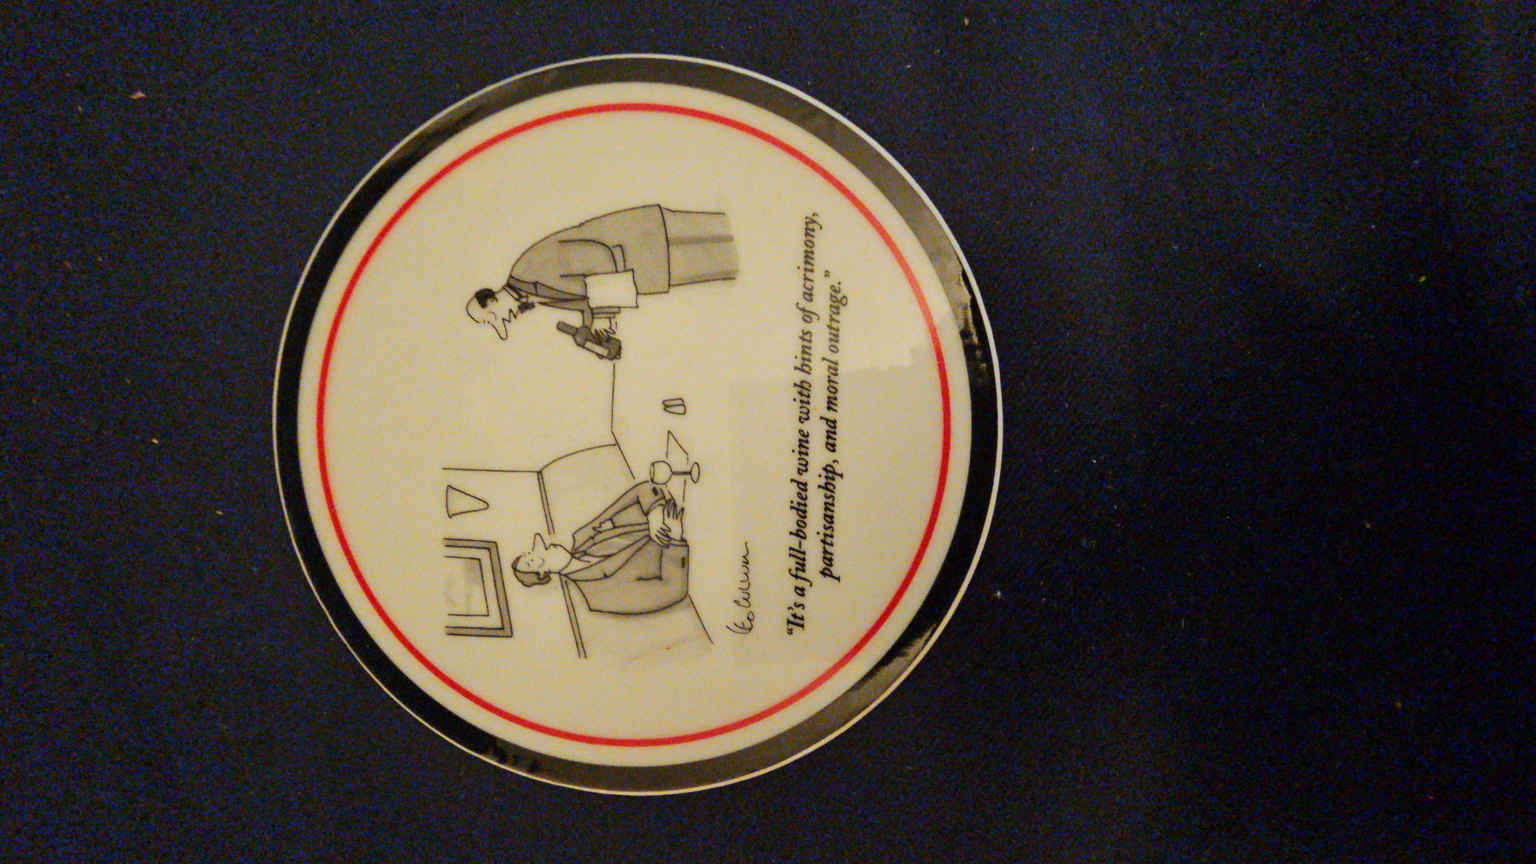 "It's a full-bodied wine with hints of acrimony,
partisanship, and moral outrage."